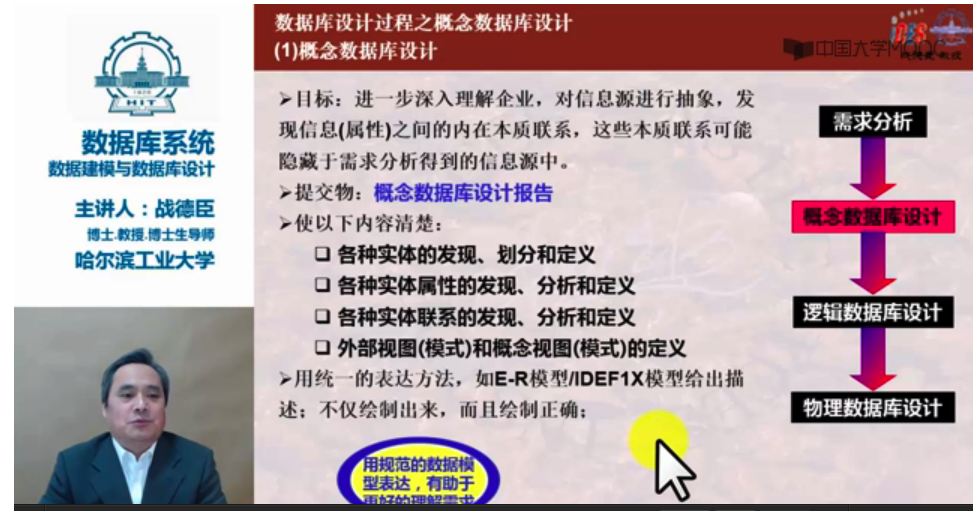 数据库设计过程之概念数据库设计
(1)概念数据库设计
中国大学MOOC
HIT
数据库系统
数据建模与数据库设计
主讲人：战德臣
博士.教授.博士生导师
哈尔滨工业大学
➢目标：进一步深入理解企业，对信息源进行抽象，发
现信息(属性)之间的内在本质联系，这些本质联系可能
隐藏于需求分析得到的信息源中。
➢提交物：概念数据库设计报告
➢使以下内容清楚：
❑ 各种实体的发现、划分和定义
❑ 各种实体属性的发现、分析和定义
❑ 各种实体联系的发现、分析和定义
❑ 外部视图(模式)和概念视图(模式)的定义
➢用统一的表达方法，如E-R模型/IDEF1X模型给出描
述；不仅绘制出来，而且绘制正确；
用规范的数据模
型表达，有助于
更好的理解需求
需求分析
概念数据库设计
逻辑数据库设计
物理数据库设计